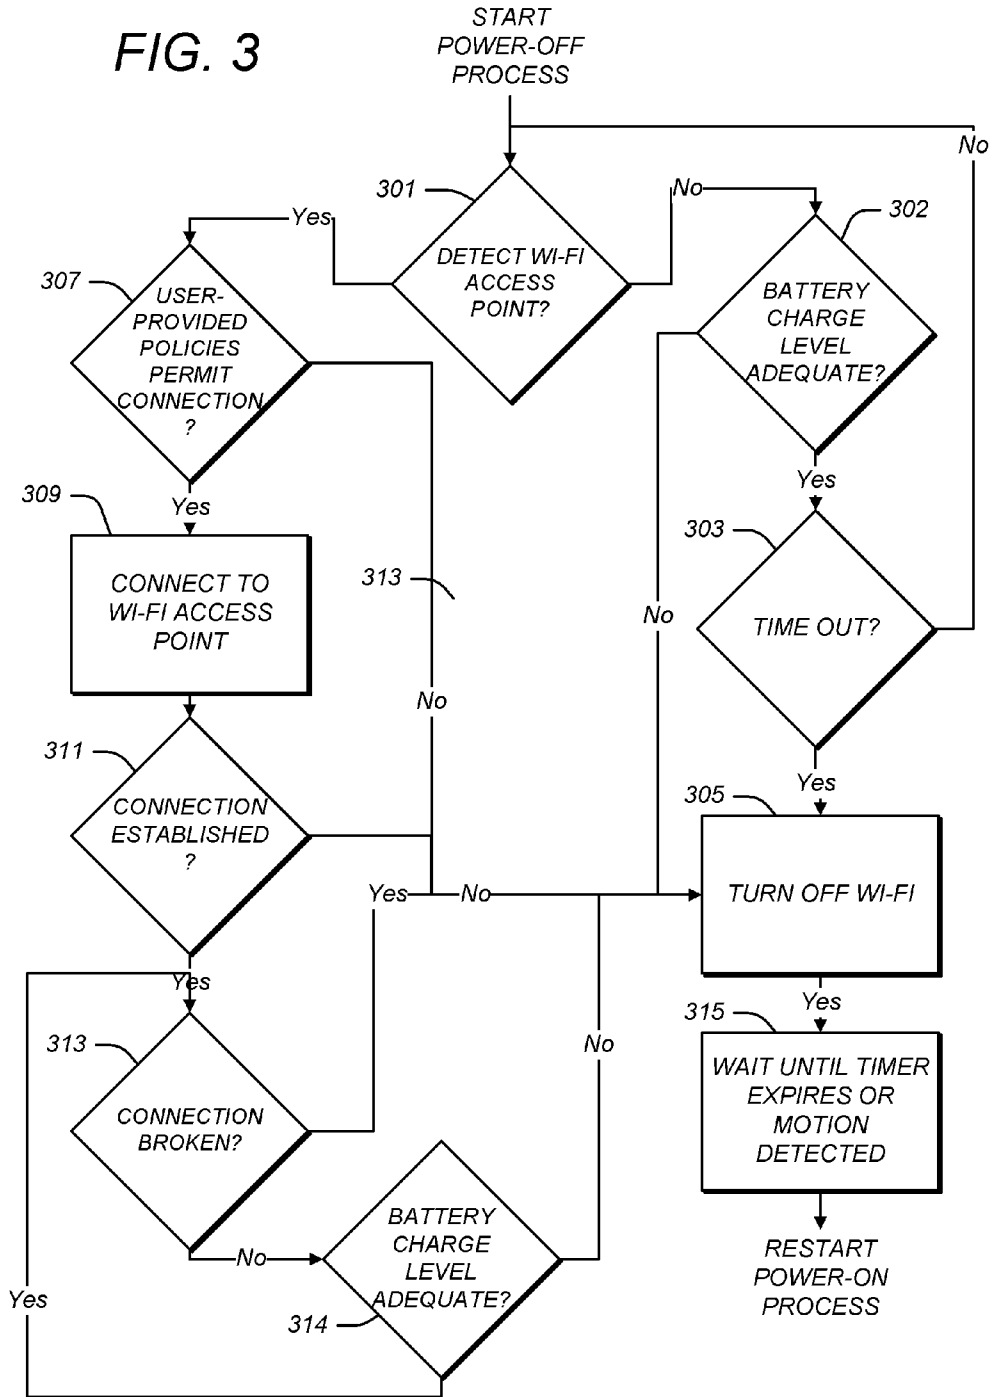 FIG. 3
START
POWER-OFF
PROCESS
No
301
DETECT WI-FI
ACCESS
POINT?
Yes
No
302
BATTERY
CHARGE
LEVEL
ADEQUATE?
307
USER-
PROVIDED
POLICIES
PERMIT
CONNECTION
?
Yes
Yes
309
CONNECT TO
WI-FI ACCESS
POINT
313
No
No
303
TIME OUT?
Yes
311
CONNECTION
ESTABLISHED
?
Yes
No
305
TURN OFF WI-FI
Yes
Yes
313
CONNECTION
BROKEN?
No
No
315
WAIT UNTIL TIMER
EXPIRES OR
MOTION
DETECTED
BATTERY
CHARGE
LEVEL
ADEQUATE?
314
Yes
RESTART
POWER-ON
PROCESS